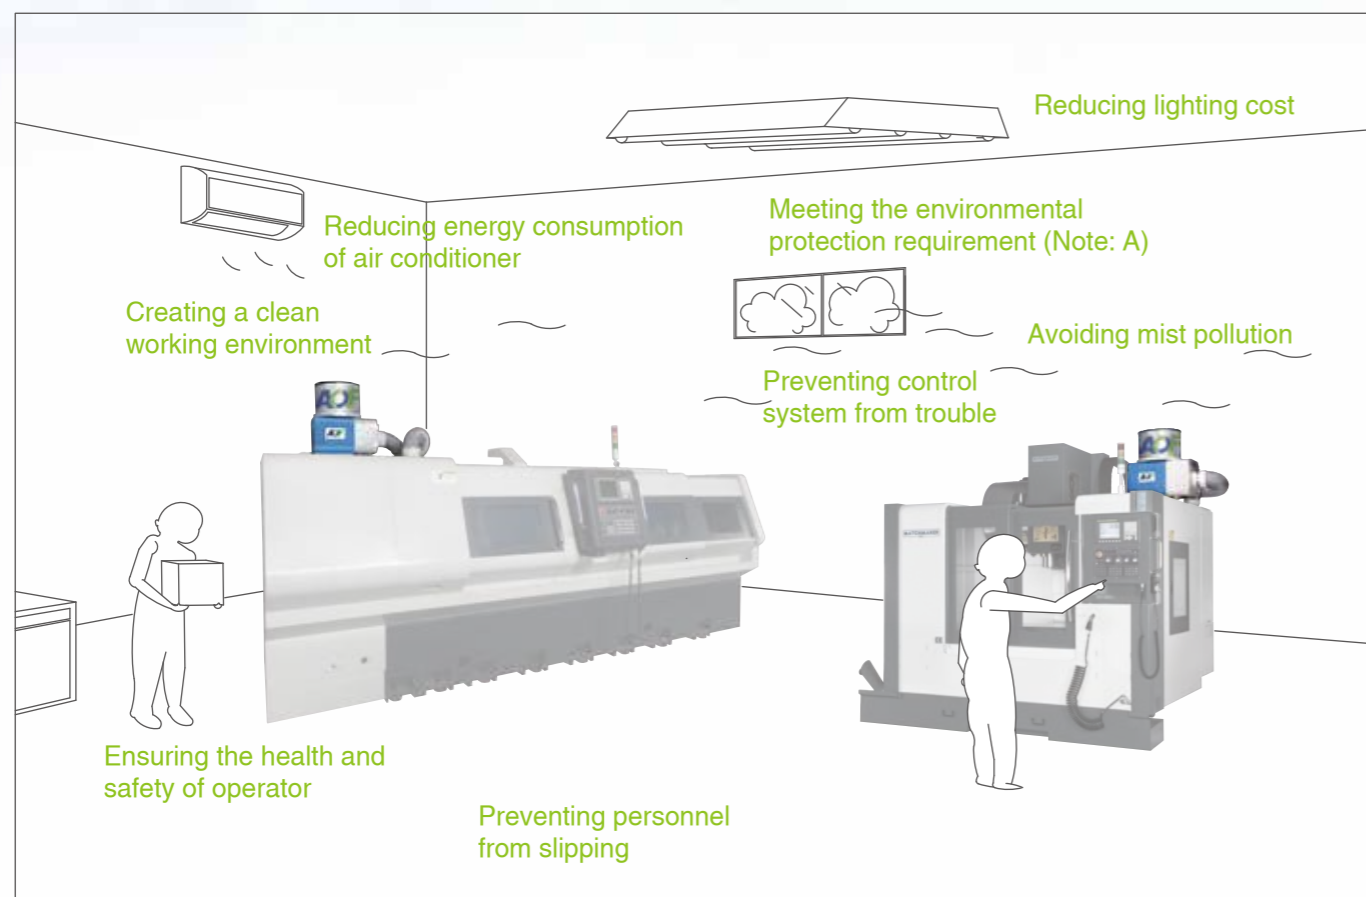 Reducing lighting cost
Reducing energy consumption
of air conditioner
Meeting the environmental
protection requirement (Note: A)
Creating a clean
working environment
Avoiding mist pollution
Preventing control
system from trouble
Ensuring the health and
safety of operator
Preventing personnel
from slipping